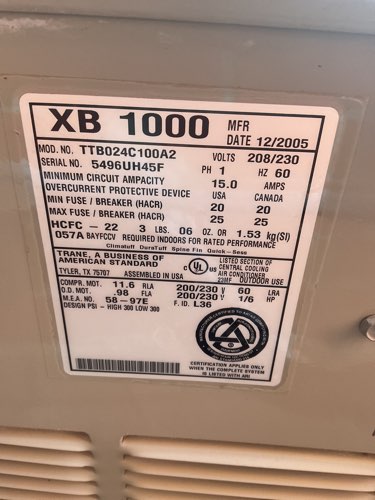 XB 1000
MFR DATE 12/2005
MOD. NO. TTB024C100A2 VOLTS 208/230
SERIAL NO. 5496UH45F PH 1 HZ 60
MINIMUM CIRCUIT AMPACITY 15.0 AMPS
OVERCURRENT PROTECTIVE DEVICE USA CANADA
MIN FUSE / BREAKER (HACR) 20 20
MAX FUSE / BREAKER (HACR) 25 25
HCFC - 22 3 LBS. 06 OZ. OR 1.53 kg(SI)
057A BAYFCCV REQUIRED INDOORS FOR RATED PERFORMANCE
Climatuff DuraTuff Spine Fin Quick-Sess
TRANE, A BUSINESS OF
AMERICAN STANDARD
TYLER, TX 75707 ASSEMBLED IN USA
C UL US
LISTED SECTION OF
CENTRAL COOLING
AIR CONDITIONER
23MF OUTDOOR USE
COMPR. MOT. 11.6 RLA 200/230 V 60 LRA
O.D. MOT. .98 FLA 200/230 V 1/6 HP
M.E.A. NO. 58-97E F. ID. L36
DESIGN PSI - HIGH 300 LOW 300
CERTIFICATION APPLIES ONLY
WHEN THE COMPLETE SYSTEM
IS LISTED WITH ARI